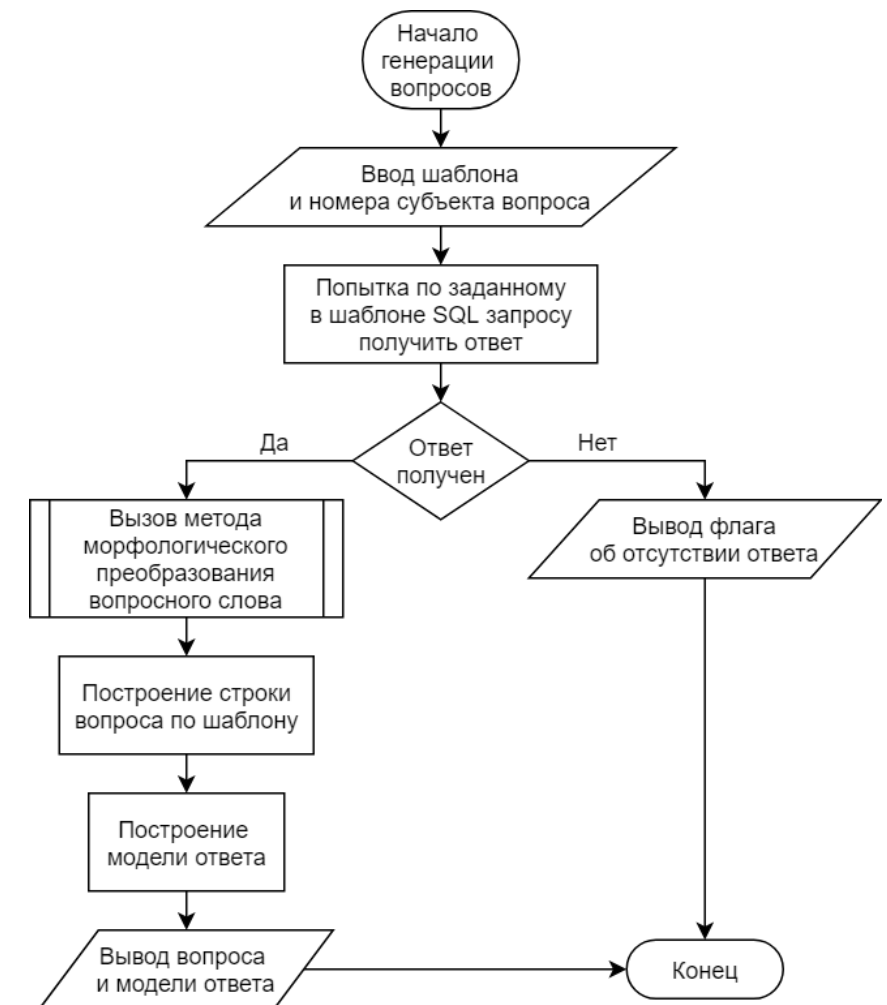 Начало
генерации
вопросов
Ввод шаблона
и номера субъекта вопроса
Попытка по заданному
в шаблоне SQL запросу
получить ответ
Да
Ответ
получен
Нет
Вызов метода
морфологического
преобразования
вопросного слова
Вывод флага
об отсутствии ответа
Построение строки
вопроса по шаблону
Построение
модели ответа
Вывод вопроса
и модели ответа
Конец